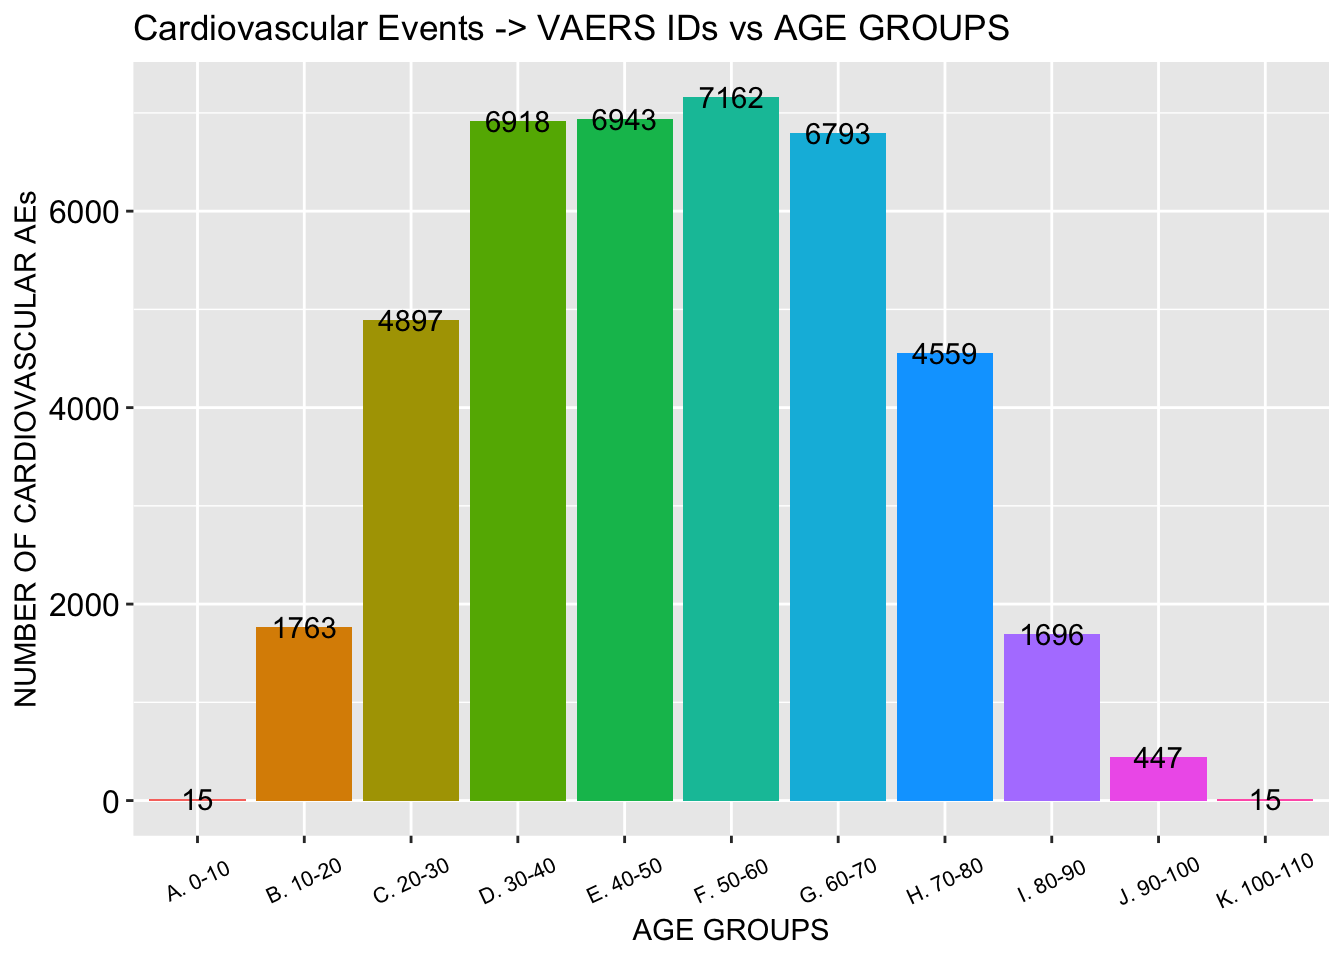 Cardiovascular Events -> VAERS IDs vs AGE GROUPS
NUMBER OF CARDIOVASCULAR AEs
6000
4000
2000
0
15
1763
4897
6918
6943
7162
6793
4559
1696
447
15
A. 0-10
B. 10-20
C. 20-30
D. 30-40
E. 40-50
F. 50-60
G. 60-70
H. 70-80
I. 80-90
J. 90-100
K. 100-110
AGE GROUPS